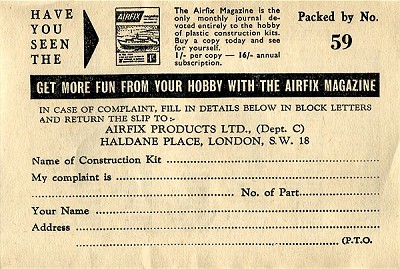 HAVE
YOU
SEEN
THE
AIRFIX
MAGAZINE
1/-
The Airfix Magazine is the
only monthly journal de-
voted entirely to the hobby
of plastic construction kits.
Buy a copy today and see
for yourself.
1/- per copy — 16/- annual
subscription.
Packed by No.
59
GET MORE FUN FROM YOUR HOBBY WITH THE AIRFIX MAGAZINE
IN CASE OF COMPLAINT, FILL IN DETAILS BELOW IN BLOCK LETTERS
AND RETURN THE SLIP TO :-
AIRFIX PRODUCTS LTD., (Dept. C)
HALDANE PLACE, LONDON, S.W. 18
Name of Construction Kit
My complaint is
No. of Part
Your Name
Address
(P.T.O.